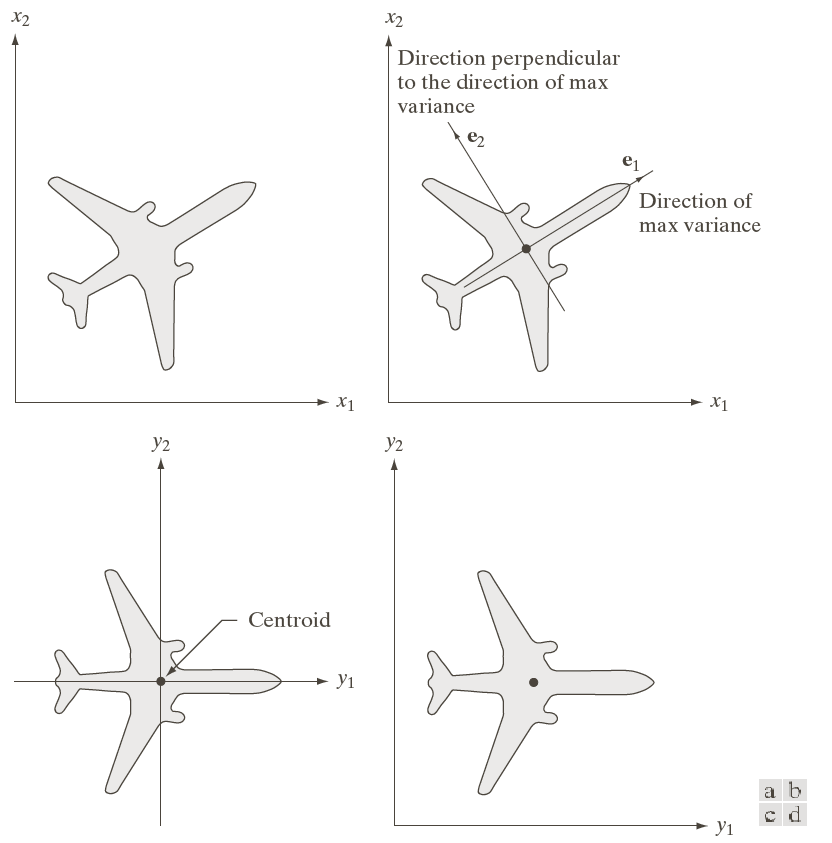 x2
x1
x2
Direction perpendicular
to the direction of max
variance
e2
e1
Direction of
max variance
x1
y2
Centroid
y1
y2
y1
a b
c d